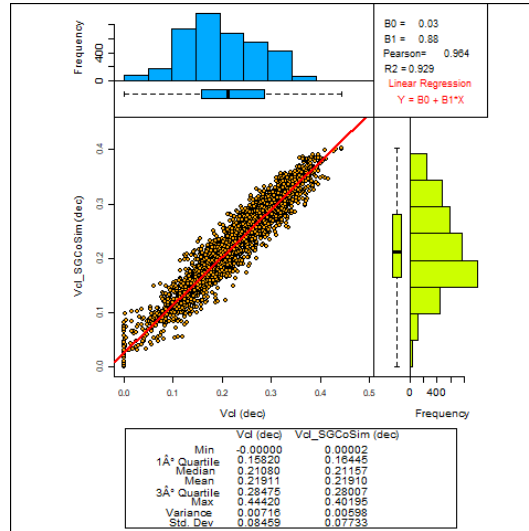 Frequency
0 400
B0 = 0.03
B1 = 0.88
Pearson= 0.964
R2 = 0.929
Linear Regression
Y = B0 + B1*X
Vcl_SGCoSim (dec)
0.4
0.3
0.2
0.1
0.0
0.0 0.1 0.2 0.3 0.4 0.5
Vcl (dec)
0 400
Frequency
Vcl (dec) Vcl_SGCoSim (dec)
Min -0.00000 0.00002
1Âº Quartile 0.15820 0.16445
Median 0.21080 0.21157
Mean 0.21911 0.21910
3Âº Quartile 0.28475 0.28007
Max 0.44420 0.40195
Variance 0.00716 0.00598
Std. Dev 0.08459 0.07733